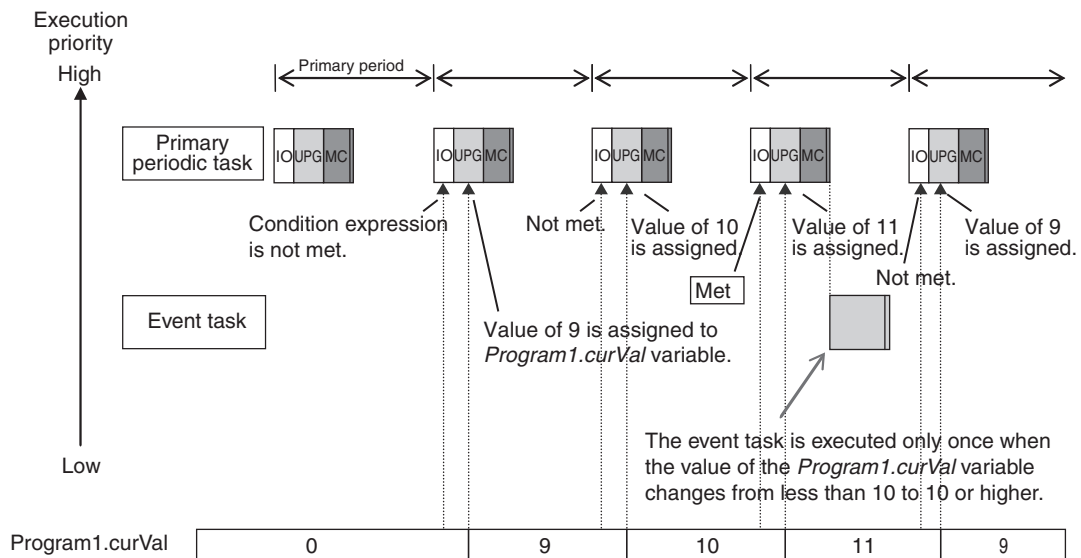 Execution
priority
High
Primary period
Primary
periodic task
IO UPG MC
IO UPG MC
IO UPG MC
IO UPG MC
IO UPG MC
Condition expression
is not met.
Not met.
Value of 10
is assigned.
Value of 11
is assigned.
Value of 9
is assigned.
Not met.
Met
Event task
Value of 9 is assigned to
Program1.curVal variable.
The event task is executed only once when
the value of the Program1.curVal variable
changes from less than 10 to 10 or higher.
Low
Program1.curVal 0 9 10 11 9